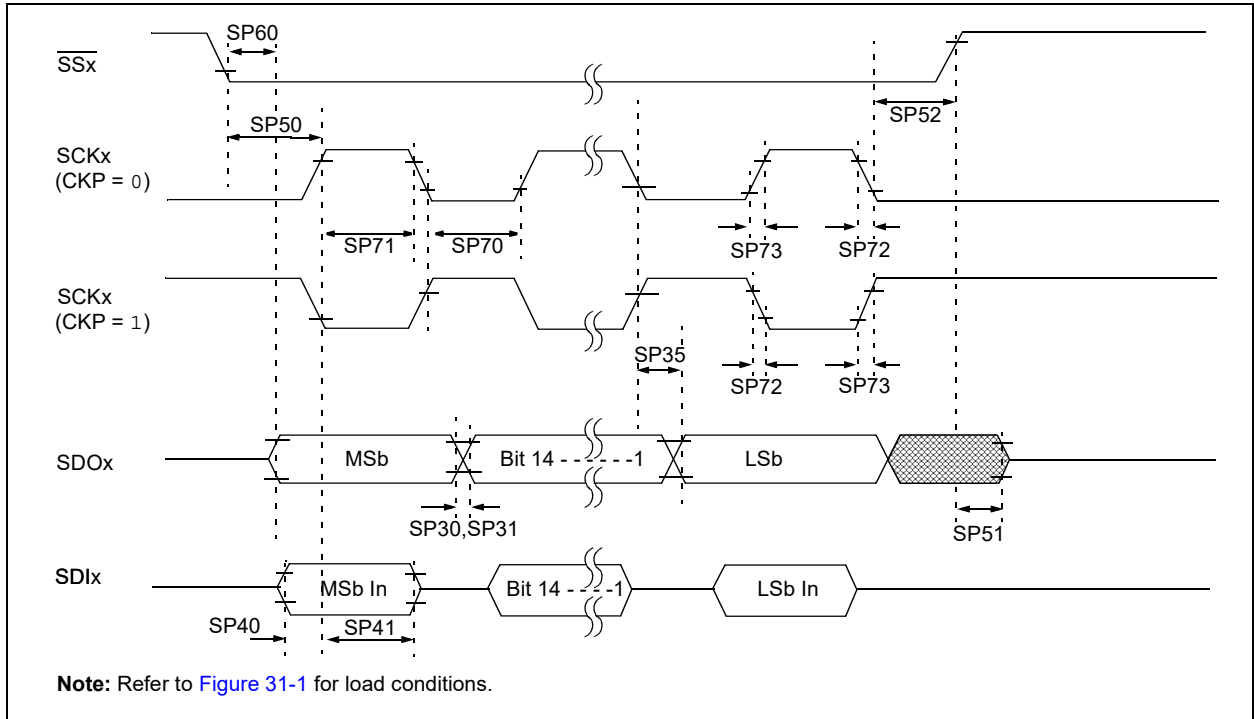 SP60
SSx
SP50
SP52
SCKx
(CKP = 0)
SP71
SP70
SP73
SP72
SCKx
(CKP = 1)
SP35
SP72
SP73
SDOx
MSb
Bit 14 - - - - - -1
LSb
SP30,SP31
SP51
SDIx
MSb In
Bit 14 - - - -1
LSb In
SP40
SP41
Note: Refer to Figure 31-1 for load conditions.